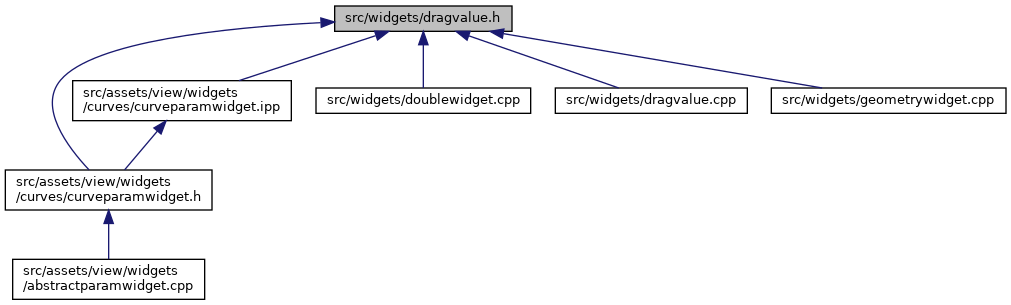 src/widgets/dragvalue.h
src/assets/view/widgets
/curves/curveparamwidget.ipp
src/widgets/doublewidget.cpp
src/widgets/dragvalue.cpp
src/widgets/geometrywidget.cpp
src/assets/view/widgets
/curves/curveparamwidget.h
src/assets/view/widgets
/abstractparamwidget.cpp